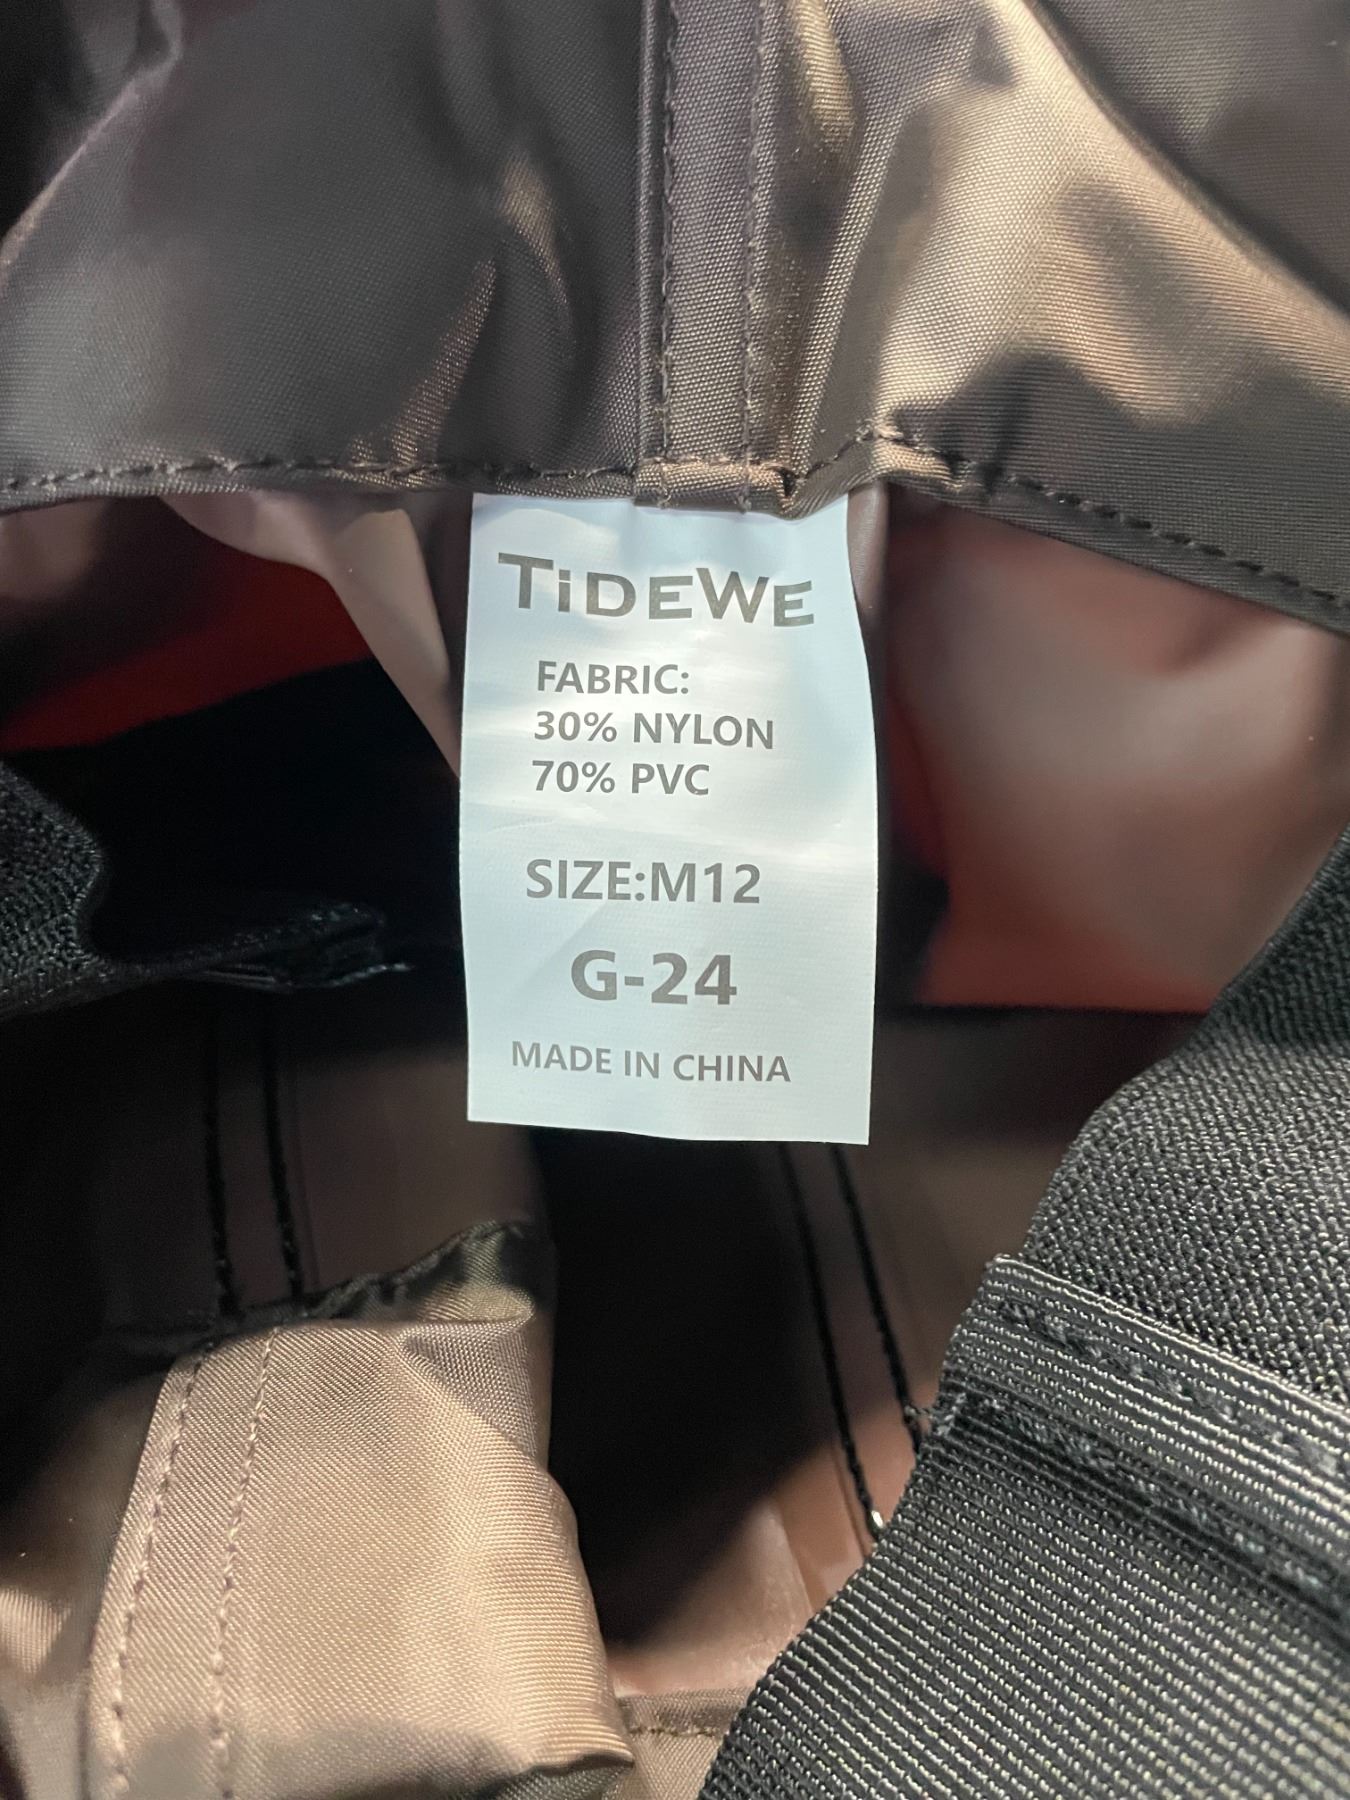 TiDEWE
FABRIC:
30% NYLON
70% PVC
SIZE:M12
G-24
MADE IN CHINA